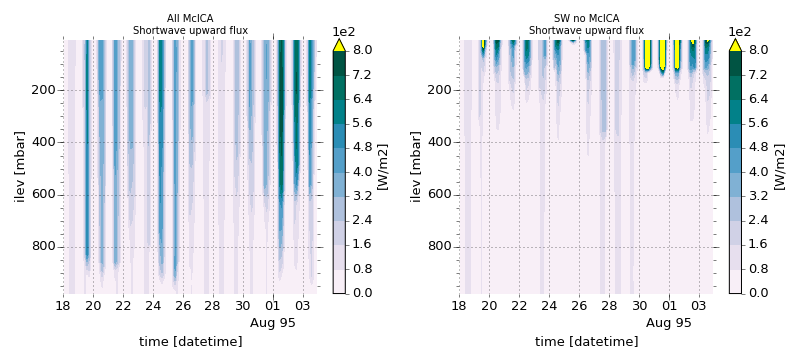 All McICA
Shortwave upward flux
1e2
8.0
7.2
6.4
5.6
4.8
4.0
3.2
2.4
1.6
0.8
0.0
[W/m2]
200
400
600
800
ilev [mbar]
18 20 22 24 26 28 30 01 03
Aug 95
time [datetime]
SW no McICA
Shortwave upward flux
1e2
8.0
7.2
6.4
5.6
4.8
4.0
3.2
2.4
1.6
0.8
0.0
[W/m2]
200
400
600
800
ilev [mbar]
18 20 22 24 26 28 30 01 03
Aug 95
time [datetime]